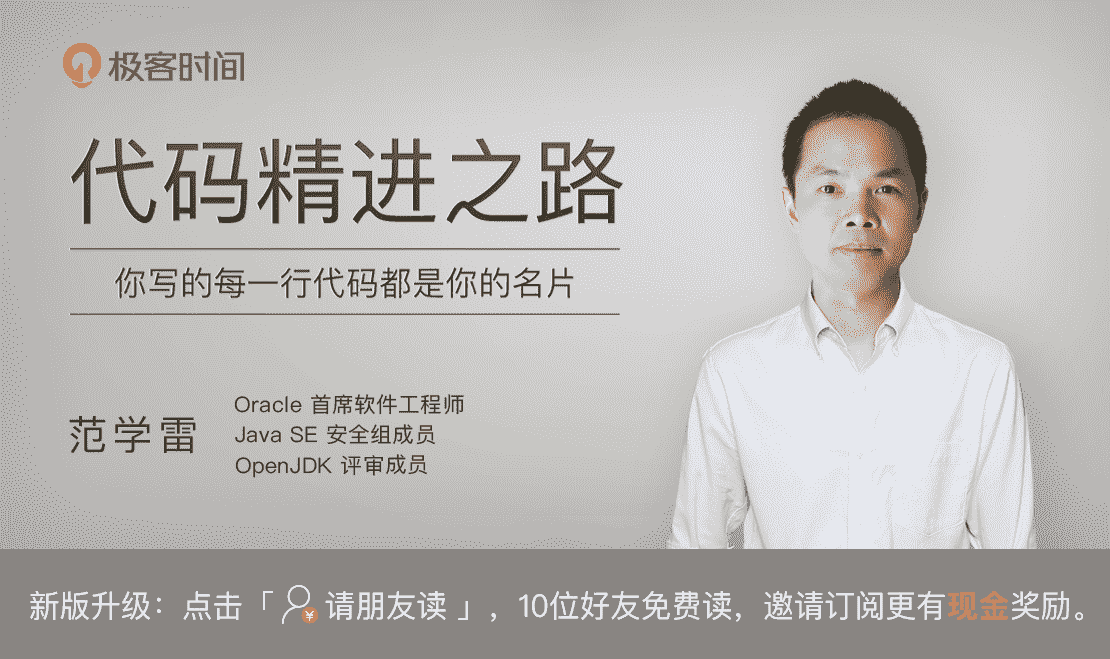 极客时间
代码精进之路
你写的每一行代码都是你的名片
范学雷
Oracle 首席软件工程师
Java SE 安全组成员
OpenJDK 评审成员
新版升级：点击「 请朋友读 」，10位好友免费读，邀请订阅更有现金奖励。